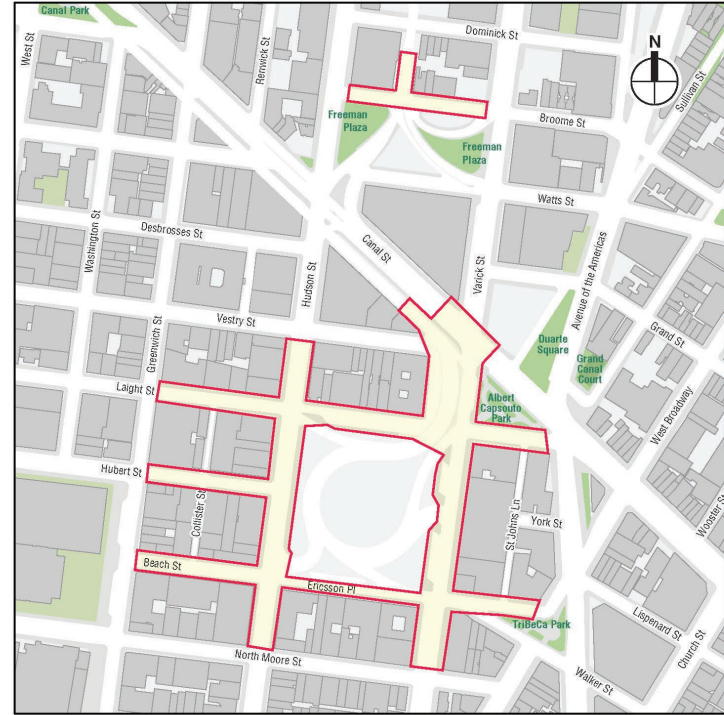 Canal Park
West St
Renwick St
Dominick St
N
Sullivan St
Freeman
Plaza
Broome St
Freeman
Plaza
Watts St
Washington St
Desbrosses St
Hudson St
Canal St
Varick St
Avenue of the Americas
Greenwich St
Vestry St
Grand St
Duarte
Square
Grand
Canal
Court
Laight St
Albert
Capsouto
Park
West Broadway
Hubert St
Collister St
St Johns Ln
York St
Wooster St
Beach St
Ericsson Pl
TriBeCa Park
Lispenard St
Church St
North Moore St
Walker St